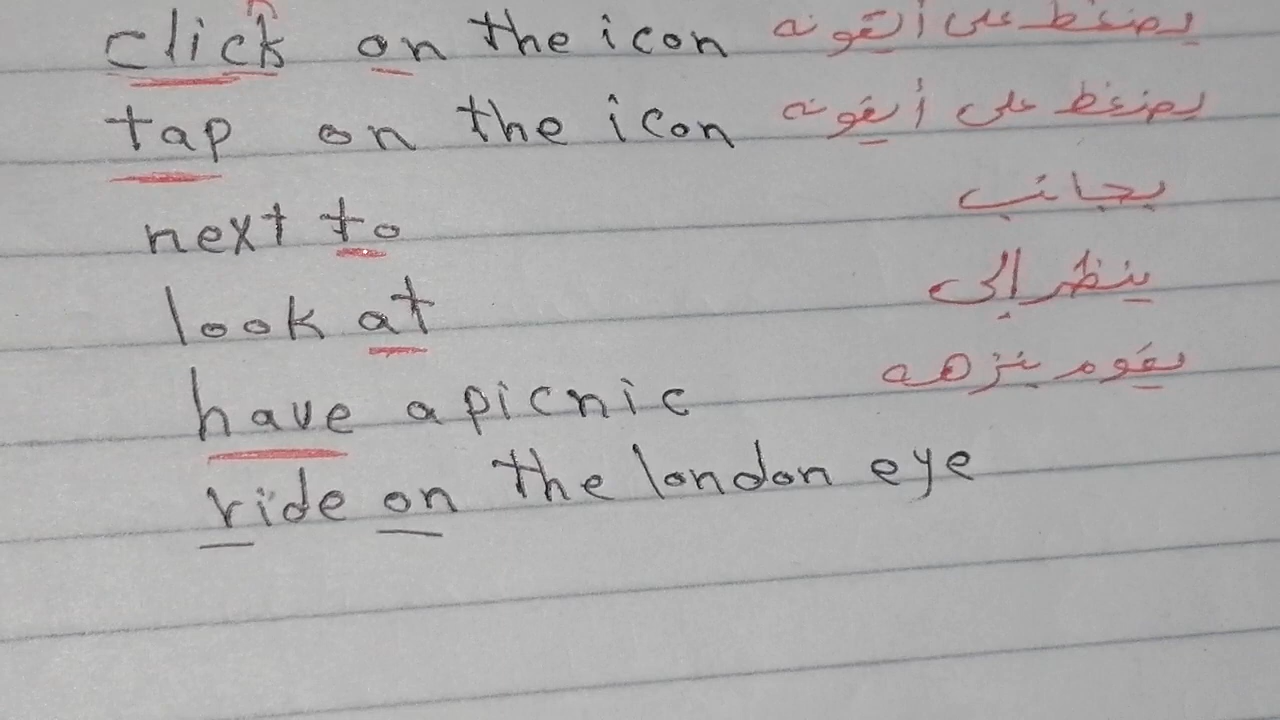 click on the icon يضغط على أيقونه
tap on the icon يضغط على أيقونه
next to بجانب
look at ينظر إلى
have a picnic يقوم بنزهه
ride on the london eye